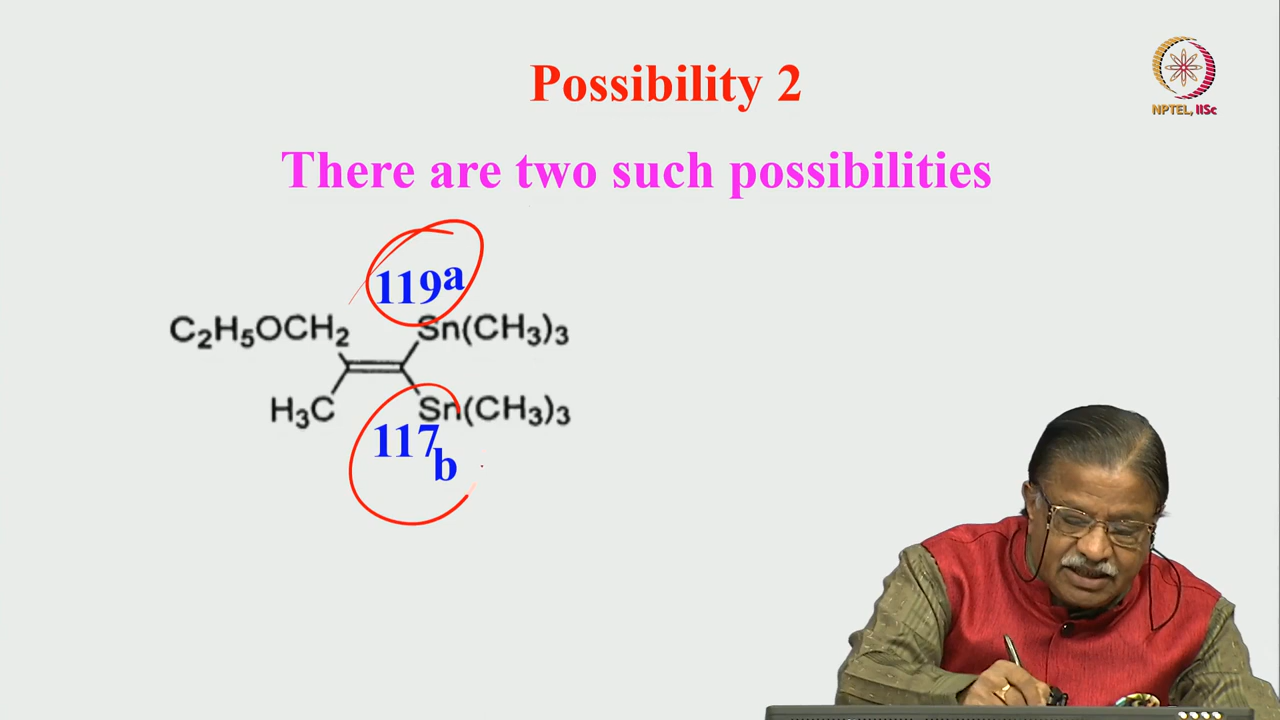 Possibility 2
NPTEL, IISc
There are two such possibilities
119a
C2H5OCH2 Sn(CH3)3
H3C Sn(CH3)3
117b